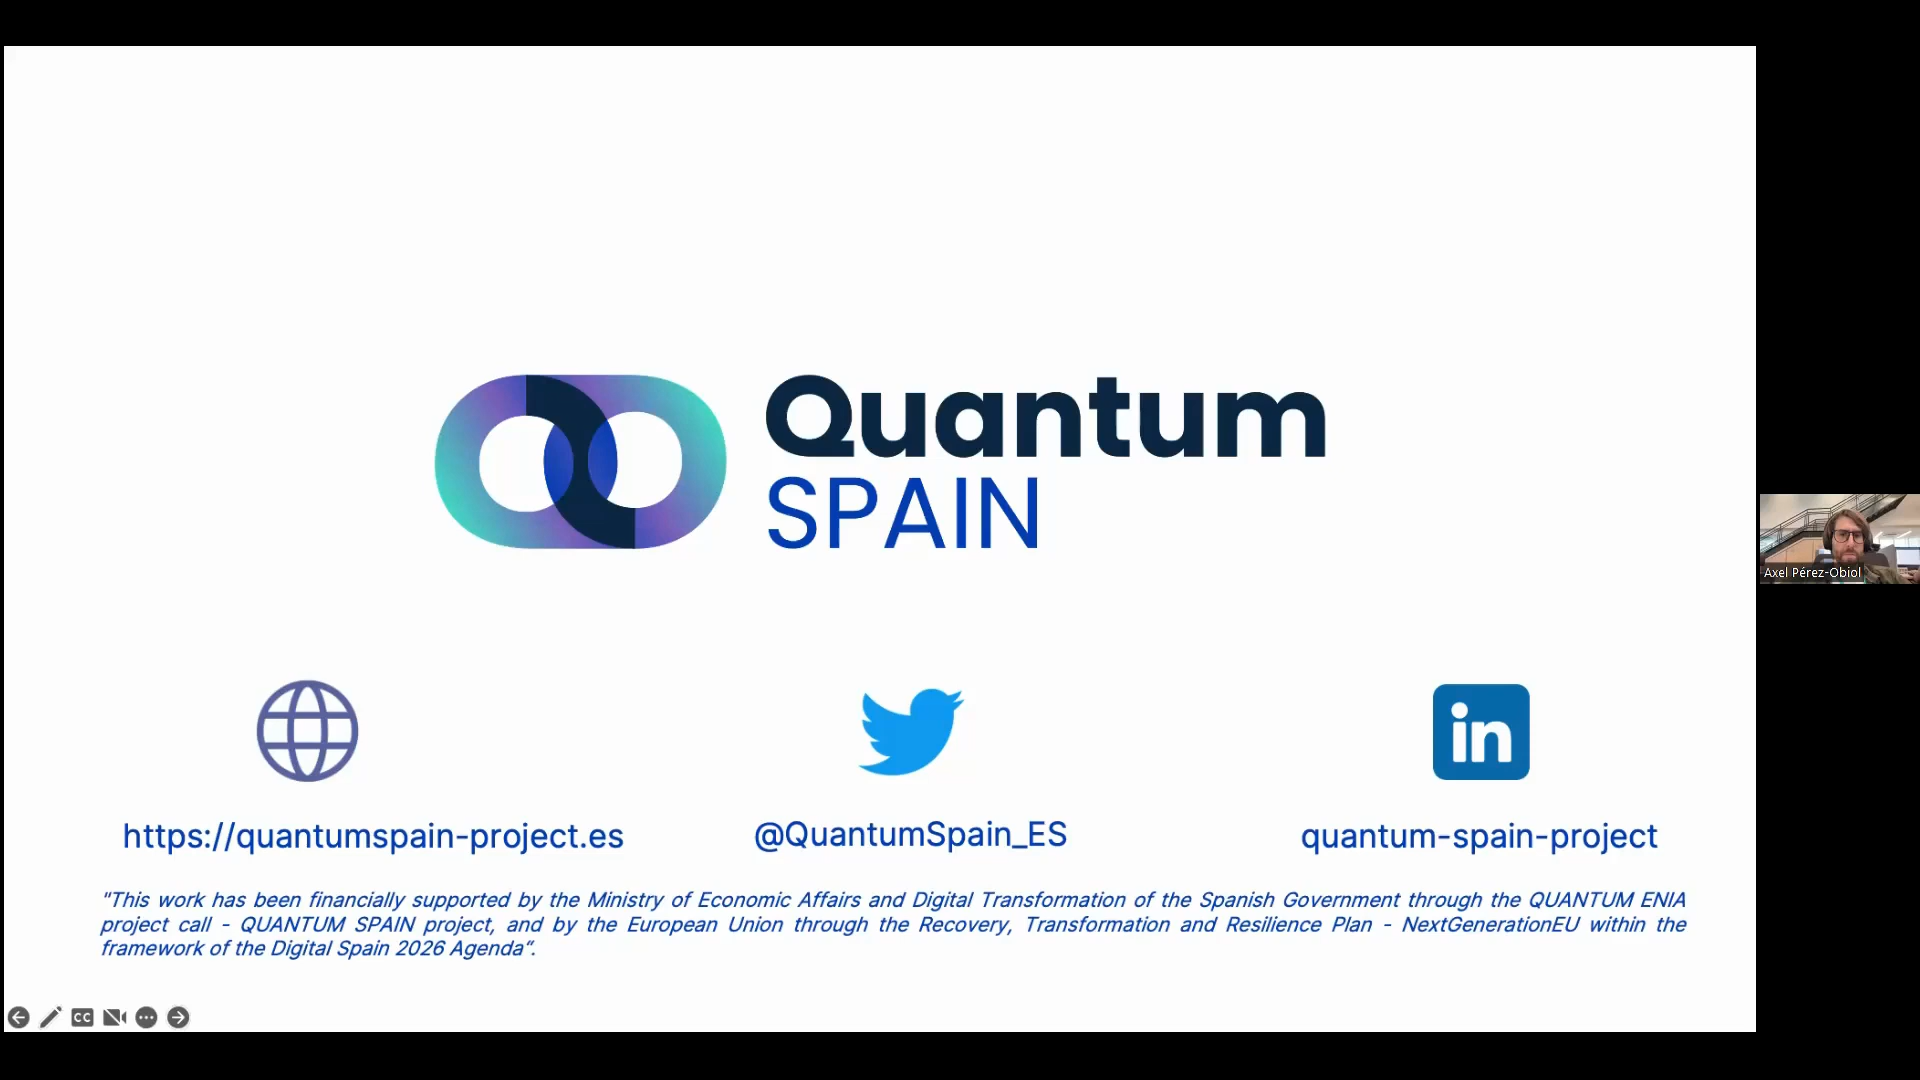 Quantum
SPAIN
Axel Pérez-Obiol
in
https://quantumspain-project.es
@QuantumSpain_ES
quantum-spain-project
"This work has been financially supported by the Ministry of Economic Affairs and Digital Transformation of the Spanish Government through the QUANTUM ENIA
project call - QUANTUM SPAIN project, and by the European Union through the Recovery, Transformation and Resilience Plan - NextGenerationEU within the
framework of the Digital Spain 2026 Agenda“.
CC